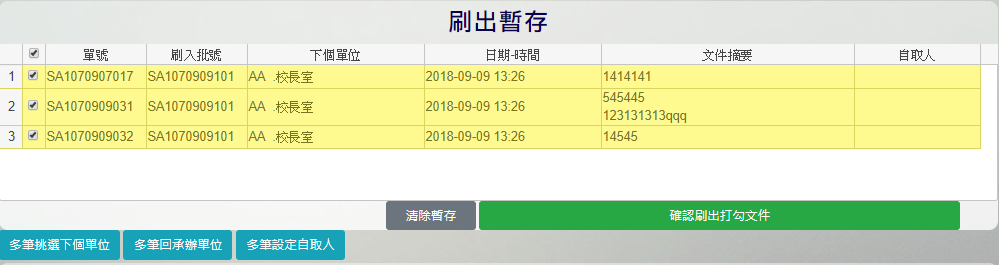 刷出暫存
單號 刷入批號 下個單位 日期-時間 文件摘要 自取人
1 SA1070907017 SA1070909101 AA .校長室 2018-09-09 13:26 1414141
2 SA1070909031 SA1070909101 AA .校長室 2018-09-09 13:26 545445
123131313qqq
3 SA1070909032 SA1070909101 AA .校長室 2018-09-09 13:26 14545
清除暫存 確認刷出打勾文件
多筆挑選下個單位 多筆回承辦單位 多筆設定自取人